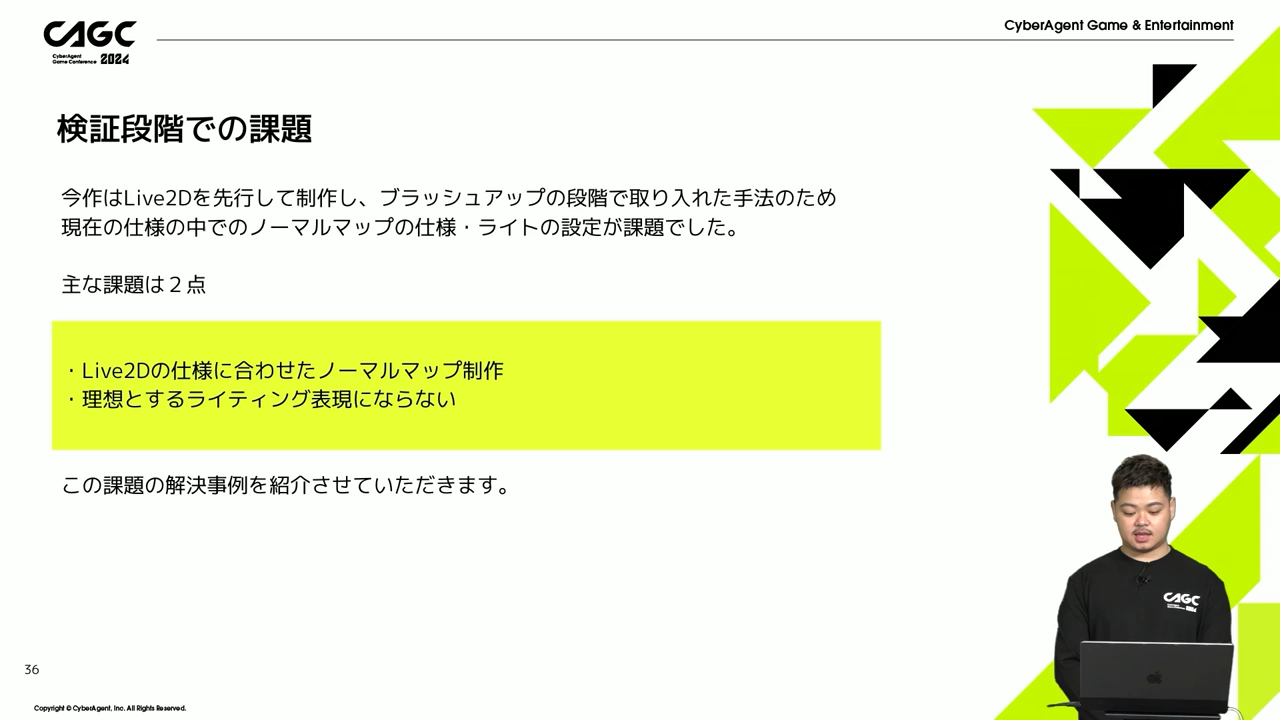 CAGC
CyberAgent
Game Conference 2024
CyberAgent Game & Entertainment
検証段階での課題
今作はLive2Dを先行して制作し、ブラッシュアップの段階で取り入れた手法のため
現在の仕様の中でのノーマルマップの仕様・ライトの設定が課題でした。
主な課題は２点
・Live2Dの仕様に合わせたノーマルマップ制作
・理想とするライティング表現にならない
この課題の解決事例を紹介させていただきます。
CAGC
36
Copyright © CyberAgent, Inc. All Rights Reserved.